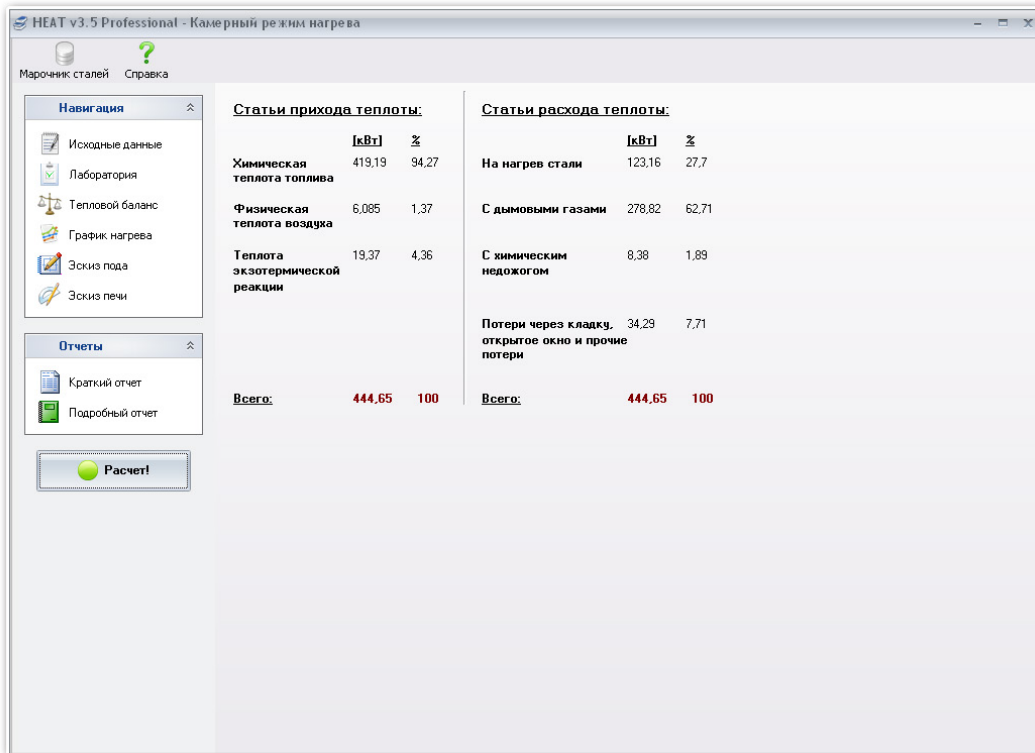 HEAT v3.5 Professional - Камерный режим нагрева
Марочник сталей Справка
Навигация
Исходные данные
Лаборатория
Тепловой баланс
График нагрева
Эскиз пода
Эскиз печи
Отчеты
Краткий отчет
Подробный отчет
Расчет!
Статьи прихода теплоты:
[кВт] %
Химическая 419,19 94,27
теплота топлива
Физическая 6,085 1,37
теплота воздуха
Теплота 19,37 4,36
экзотермической
реакции
Всего: 444,65 100
Статьи расхода теплоты:
[кВт] %
На нагрев стали 123,16 27,7
С дымовыми газами 278,82 62,71
С химическим 8,38 1,89
недожогом
Потери через кладку, 34,29 7,71
открытое окно и прочие
потери
Всего: 444,65 100